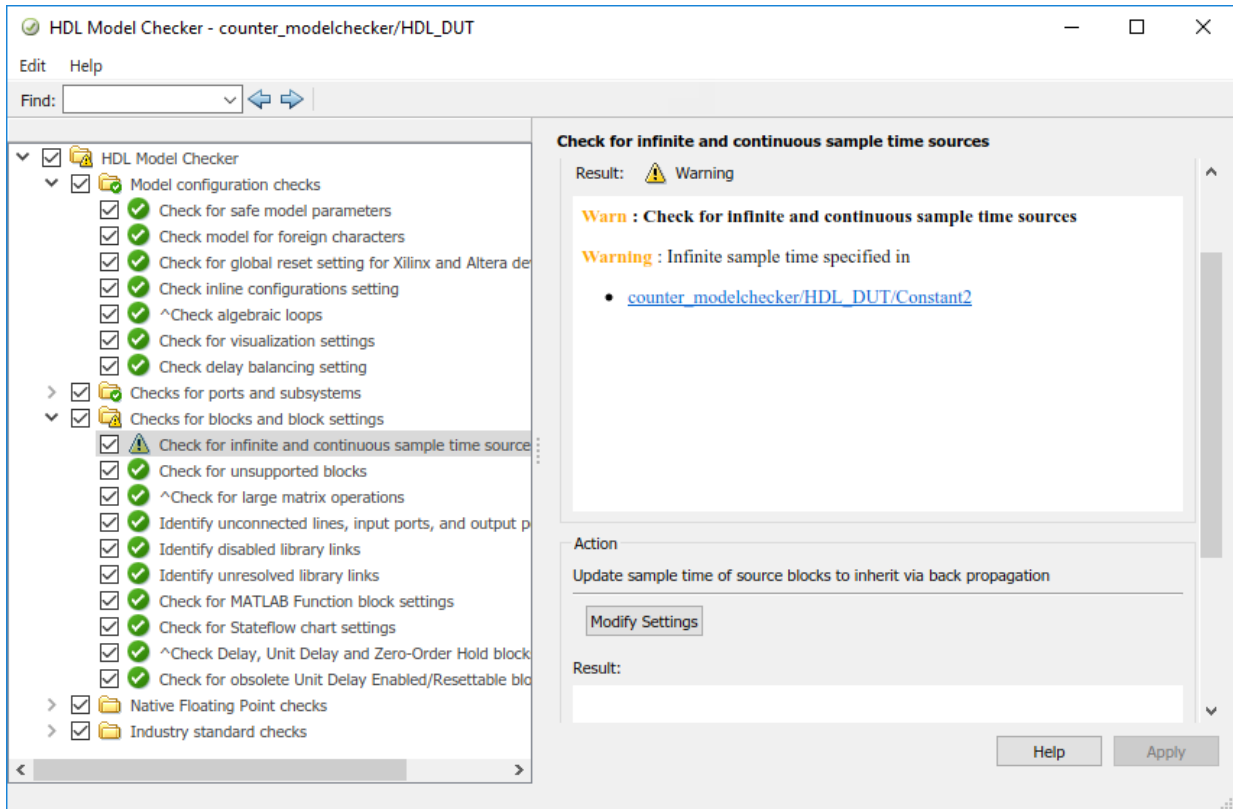 HDL Model Checker - counter_modelchecker/HDL_DUT
Edit Help
Find:
HDL Model Checker
Model configuration checks
Check for safe model parameters
Check model for foreign characters
Check for global reset setting for Xilinx and Altera de
Check inline configurations setting
^Check algebraic loops
Check for visualization settings
Check delay balancing setting
Checks for ports and subsystems
Checks for blocks and block settings
Check for infinite and continuous sample time source
Check for unsupported blocks
^Check for large matrix operations
Identify unconnected lines, input ports, and output p
Identify disabled library links
Identify unresolved library links
Check for MATLAB Function block settings
Check for Stateflow chart settings
^Check Delay, Unit Delay and Zero-Order Hold block
Check for obsolete Unit Delay Enabled/Resettable blo
Native Floating Point checks
Industry standard checks
Check for infinite and continuous sample time sources
Result: Warning
Warn : Check for infinite and continuous sample time sources
Warning : Infinite sample time specified in
• counter_modelchecker/HDL_DUT/Constant2
Action
Update sample time of source blocks to inherit via back propagation
Modify Settings
Result:
Help Apply